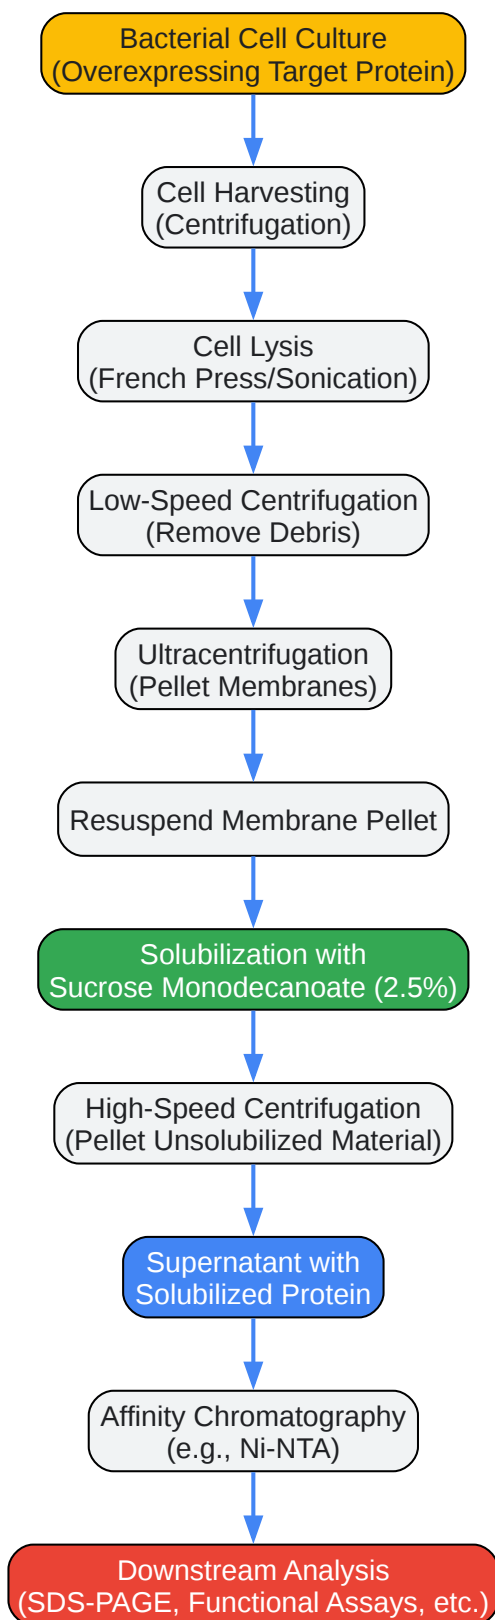 Bacterial Cell Culture
(Overexpressing Target Protein)
Cell Harvesting
(Centrifugation)
Cell Lysis
(French Press/Sonication)
Low-Speed Centrifugation
(Remove Debris)
Ultracentrifugation
(Pellet Membranes)
Resuspend Membrane Pellet
Solubilization with
Sucrose Monodecanoate (2.5%)
High-Speed Centrifugation
(Pellet Unsolubilized Material)
Supernatant with
Solubilized Protein
Affinity Chromatography
(e.g., Ni-NTA)
Downstream Analysis
(SDS-PAGE, Functional Assays, etc.)